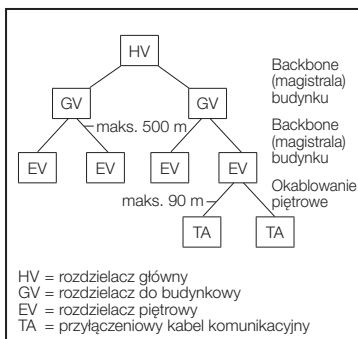 HV
Backbone
(magistrala)
budynku
GV
GV
maks. 500 m
Backbone
(magistrala)
budynku
EV
EV
EV
EV
Okablowanie
piętrowe
maks. 90 m
TA
TA
HV = rozdzielacz główny
GV = rozdzielacz do budynkowy
EV = rozdzielacz piętrowy
TA = przyłączeniowy kabel komunikacyjny